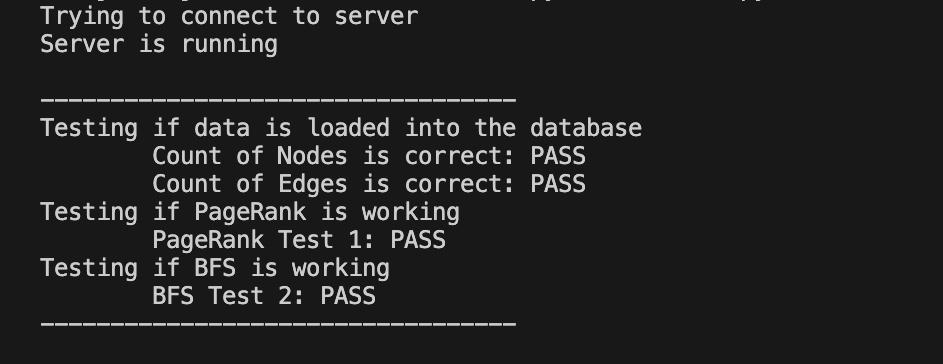 Trying to connect to server
Server is running
----------------------------------
Testing if data is loaded into the database
Count of Nodes is correct: PASS
Count of Edges is correct: PASS
Testing if PageRank is working
PageRank Test 1: PASS
Testing if BFS is working
BFS Test 2: PASS
----------------------------------